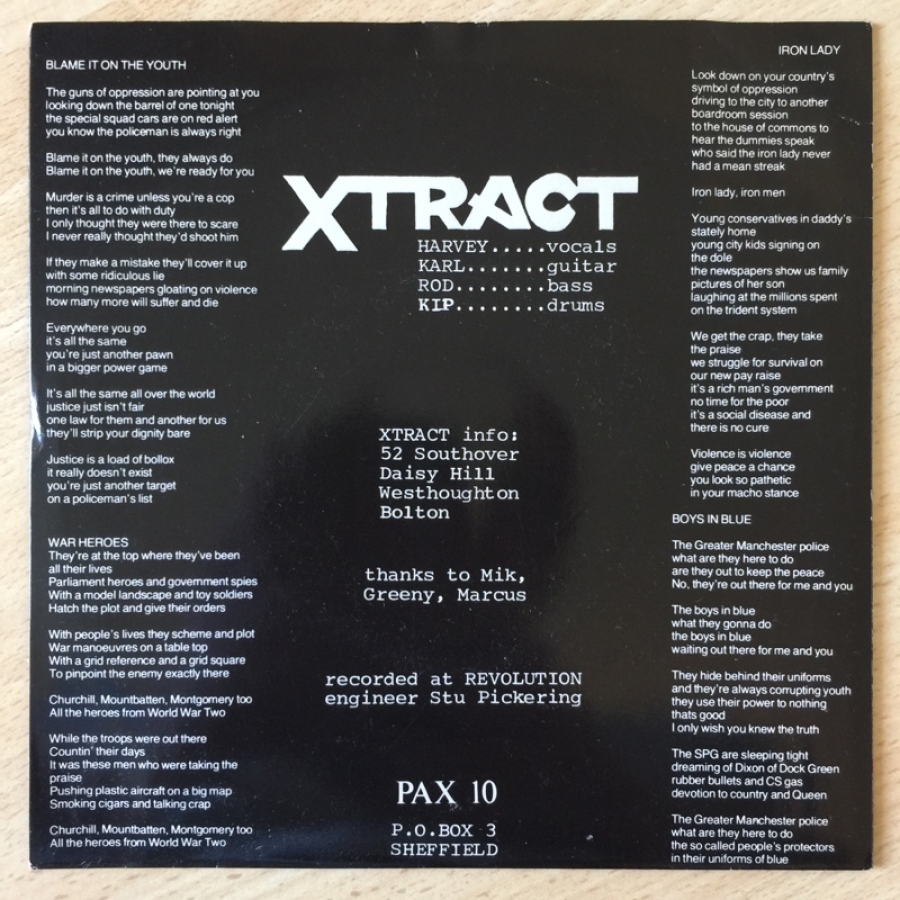 BLAME IT ON THE YOUTH
The guns of oppression are pointing at you
looking down the barrel of one tonight
the special squad cars are on red alert
you know the policeman is always right
Blame it on the youth, they always do
Blame it on the youth, we're ready for you
Murder is a crime unless you're a cop
then it's all to do with duty
I only thought they were there to scare
I never really thought they'd shoot him
If they make a mistake they'll cover it up
with some ridiculous lie
morning newspapers gloating on violence
how many more will suffer and die
Everywhere you go
it's all the same
you're just another pawn
in a bigger power game
It's all the same all over the world
justice just isn't fair
one law for them and another for us
they'll strip your dignity bare
Justice is a load of bollox
it really doesn't exist
you're just another target
on a policeman's list
WAR HEROES
They're at the top where they've been
all their lives
Parliament heroes and government spies
With a model landscape and toy soldiers
Hatch the plot and give their orders
With people's lives they scheme and plot
War manoeuvres on a table top
With a grid reference and a grid square
To pinpoint the enemy exactly there
Churchill, Mountbatten, Montgomery too
All the heroes from World War Two
While the troops were out there
Countin' their days
It was these men who were taking the
praise
Pushing plastic aircraft on a big map
Smoking cigars and talking crap
Churchill, Mountbatten, Montgomery too
All the heroes from World War Two
XTRACT
HARVEY.....vocals
KARL.......guitar
ROD........bass
KIP........drums
XTRACT info:
52 Southover
Daisy Hill
Westhoughton
Bolton
thanks to Mik,
Greeny, Marcus
recorded at REVOLUTION
engineer Stu Pickering
PAX 10
P.O.BOX 3
SHEFFIELD
IRON LADY
Look down on your country's
symbol of oppression
driving to the city to another
boardroom session
to the house of commons to
hear the dummies speak
who said the iron lady never
had a mean streak
Iron lady, iron men
Young conservatives in daddy's
stately home
young city kids signing on
the dole
the newspapers show us family
pictures of her son
laughing at the millions spent
on the trident system
We get the crap, they take
the praise
we struggle for survival on
our new pay raise
it's a rich man's government
no time for the poor
it's a social disease and
there is no cure
Violence is violence
give peace a chance
you look so pathetic
in your macho stance
BOYS IN BLUE
The Greater Manchester police
what are they here to do
are they out to keep the peace
No, they're out there for me and you
The boys in blue
what they gonna do
the boys in blue
waiting out there for me and you
They hide behind their uniforms
and they're always corrupting youth
they use their power to nothing
thats good
I only wish you knew the truth
The SPG are sleeping tight
dreaming of Dixon of Dock Green
rubber bullets and CS gas
devotion to country and Queen
The Greater Manchester police
what are they here to do
the so called people's protectors
in their uniforms of blue